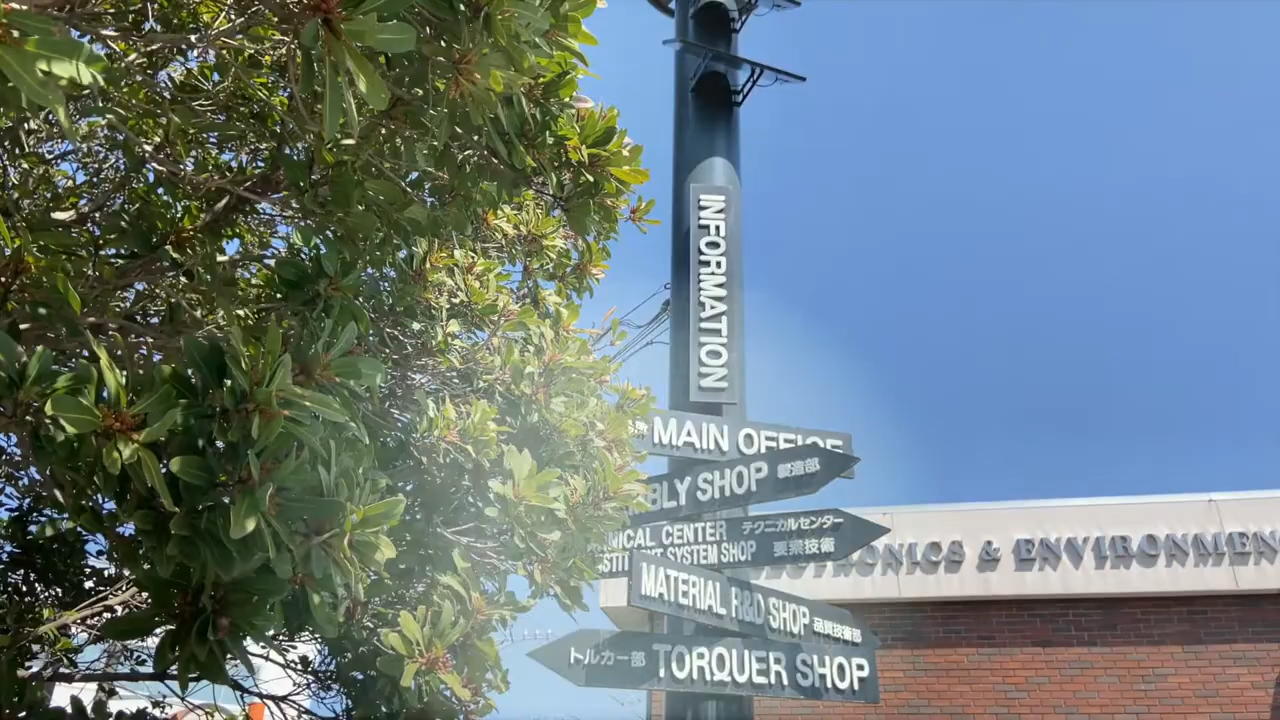 INFORMATION
MAIN OFFICE
BLY SHOP 製造部
NICAL CENTER テクニカルセンター
SYSTEM SHOP 要素技術
MATERIAL R&D SHOP 品質技術部
トルカー部 TORQUER SHOP
ONICS & ENVIRONMEN